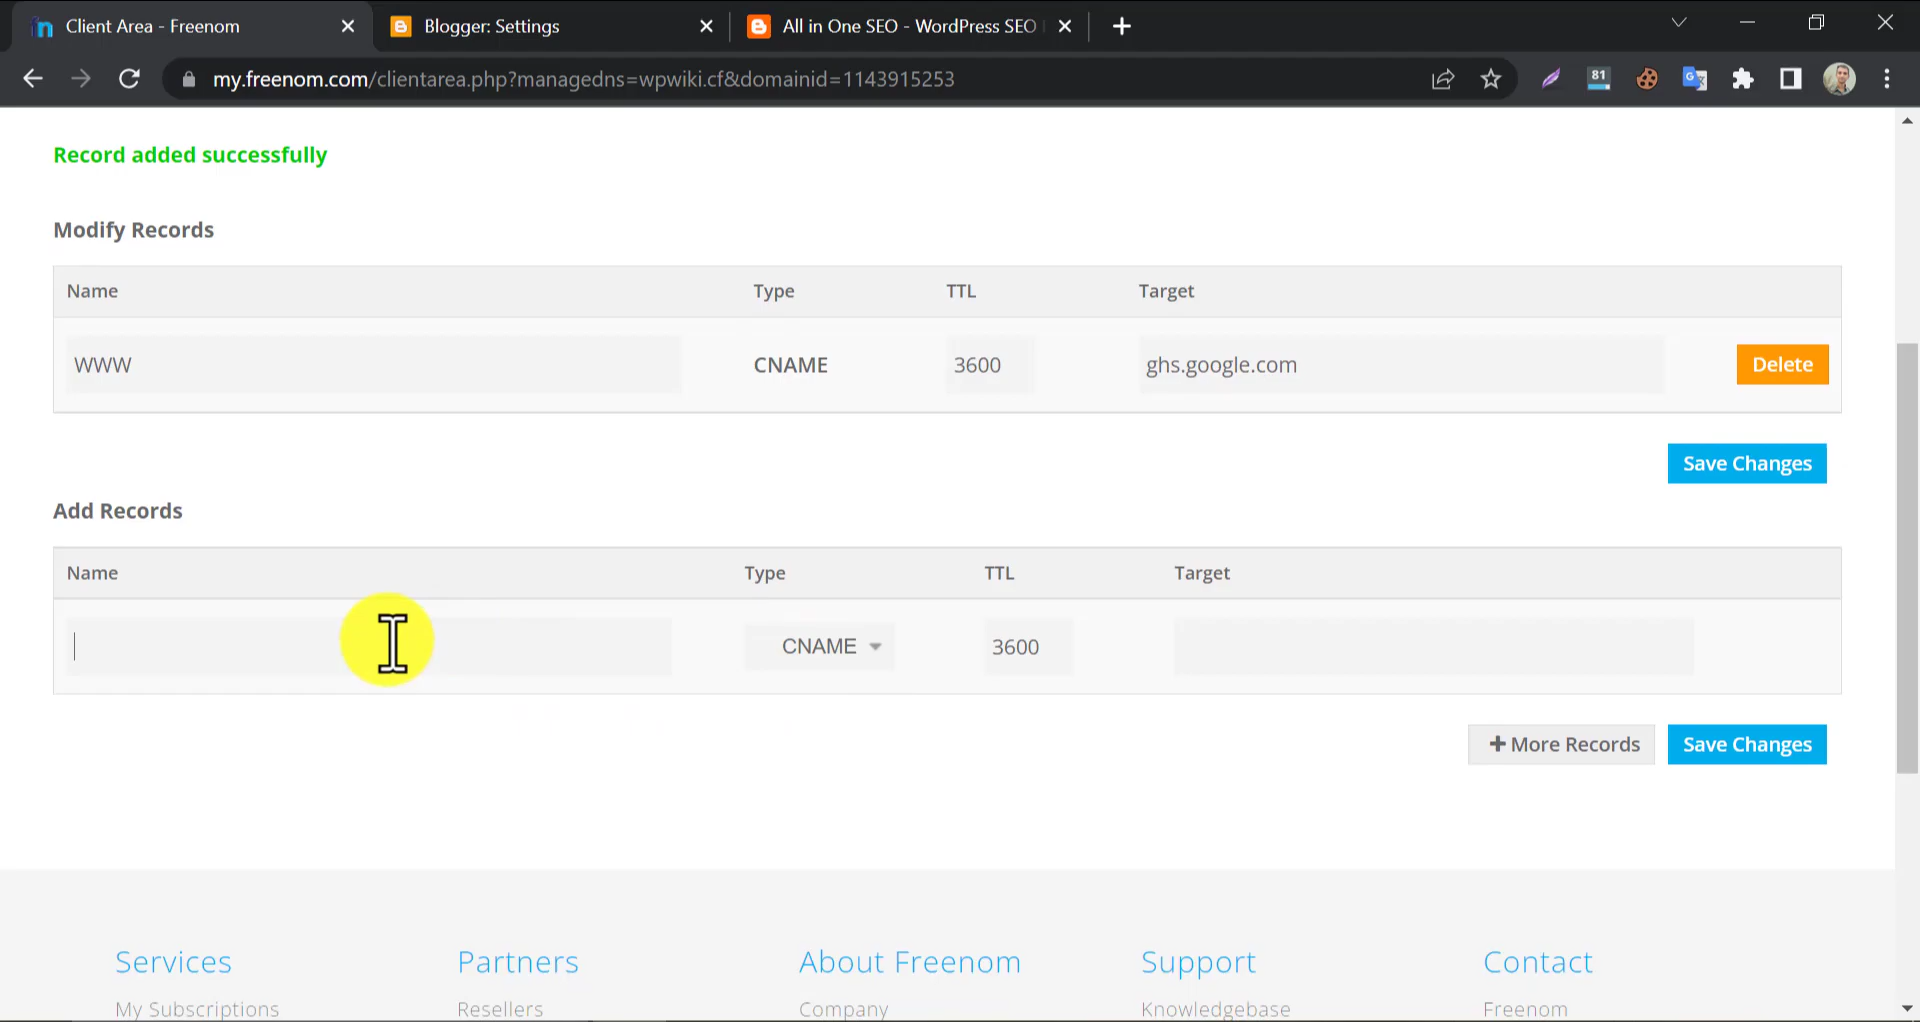 Client Area - Freenom
Blogger: Settings
All in One SEO - WordPress SEO
my.freenom.com/clientarea.php?managedns=wpwiki.cf&domainid=1143915253
81
Record added successfully
Modify Records
Name Type TTL Target
WWW CNAME 3600 ghs.google.com Delete
Save Changes
Add Records
Name Type TTL Target
CNAME 3600
More Records Save Changes
Services Partners About Freenom Support Contact
My Subscriptions Resellers Company Knowledgebase Freenom